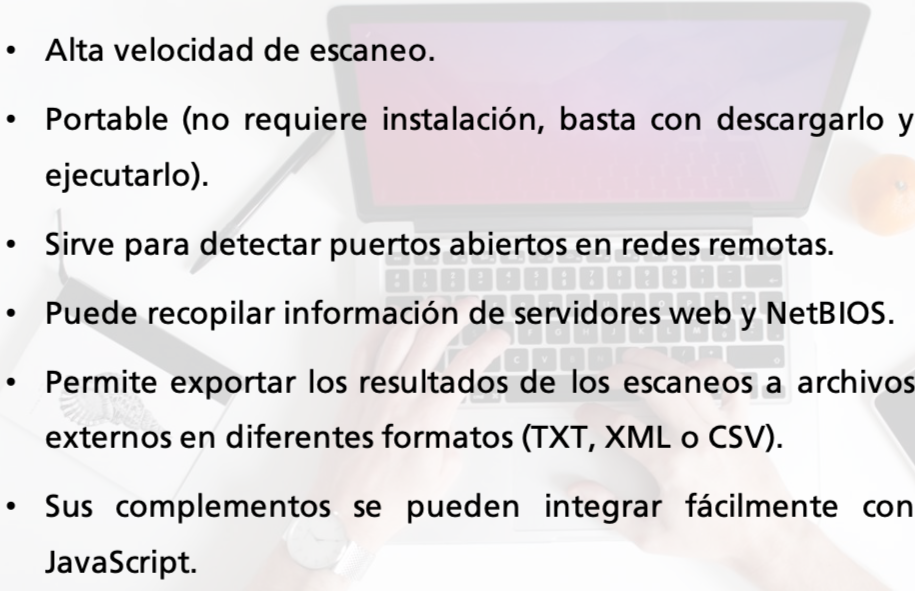 • Alta velocidad de escaneo.
• Portable (no requiere instalación, basta con descargarlo y
ejecutarlo).
• Sirve para detectar puertos abiertos en redes remotas.
• Puede recopilar información de servidores web y NetBIOS.
• Permite exportar los resultados de los escaneos a archivos
externos en diferentes formatos (TXT, XML o CSV).
• Sus complementos se pueden integrar fácilmente con
JavaScript.